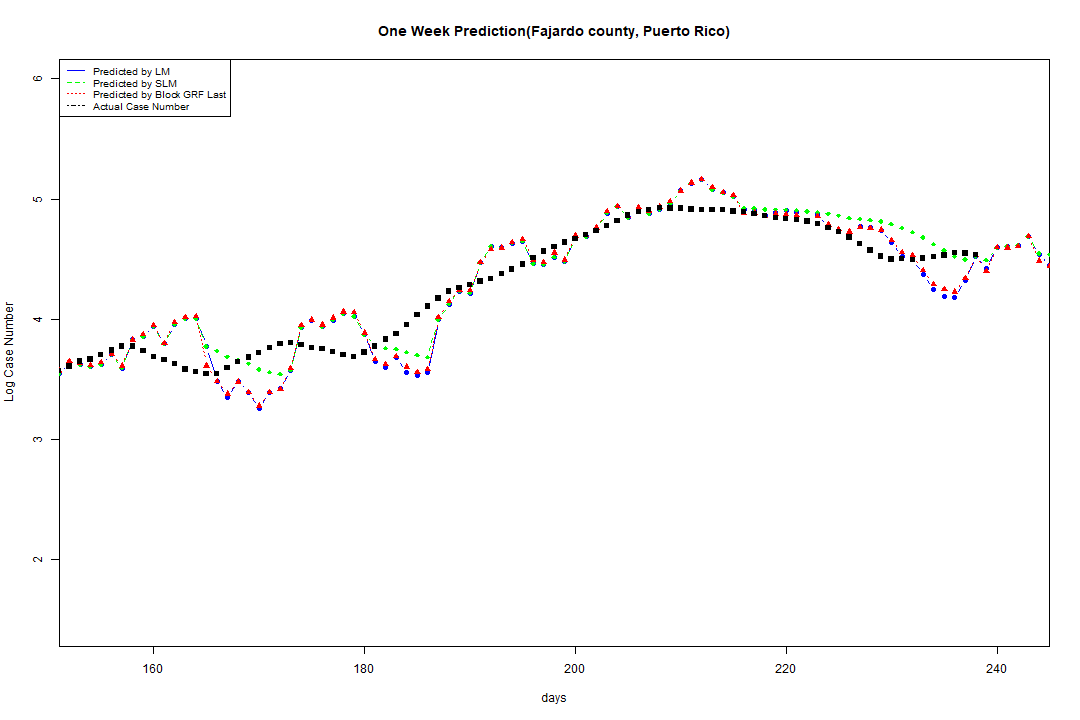 One Week Prediction(Fajardo county, Puerto Rico)
Predicted by LM
Predicted by SLM
Predicted by Block GRF Last
Actual Case Number
6
5
4
3
2
Log Case Number
160 180 200 220 240
days